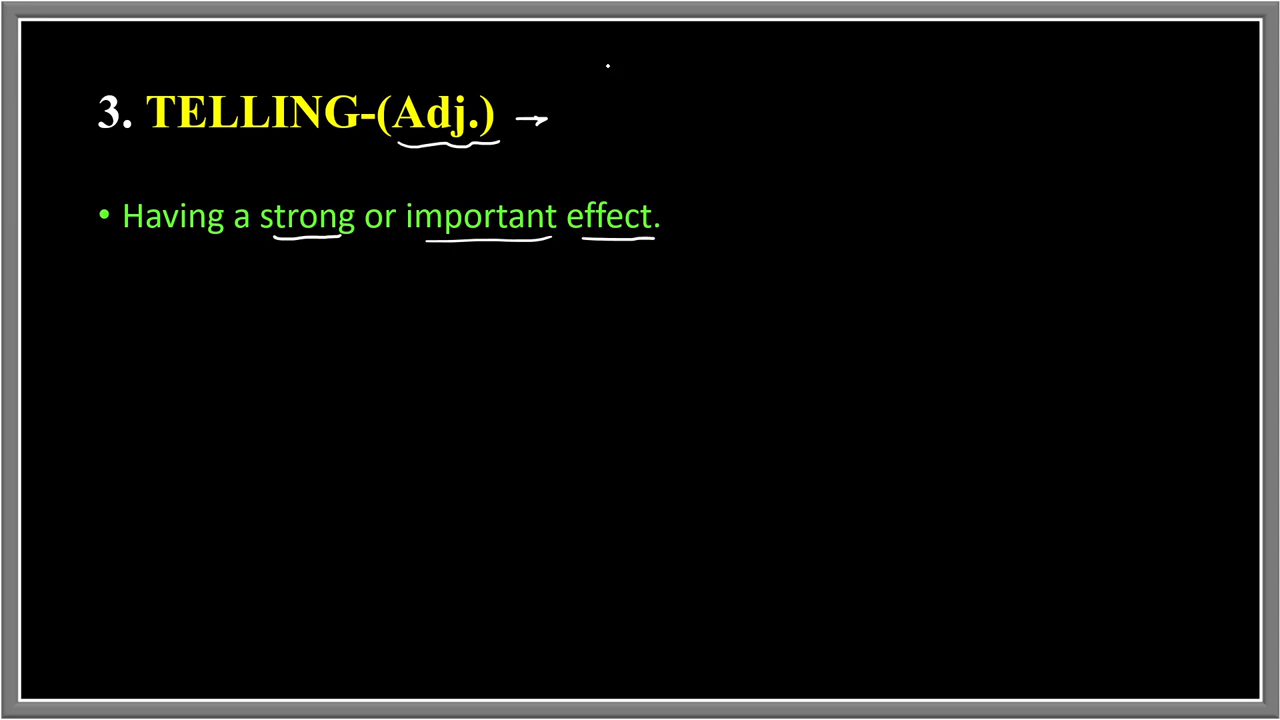 3. TELLING-(Adj.) →
• Having a strong or important effect.